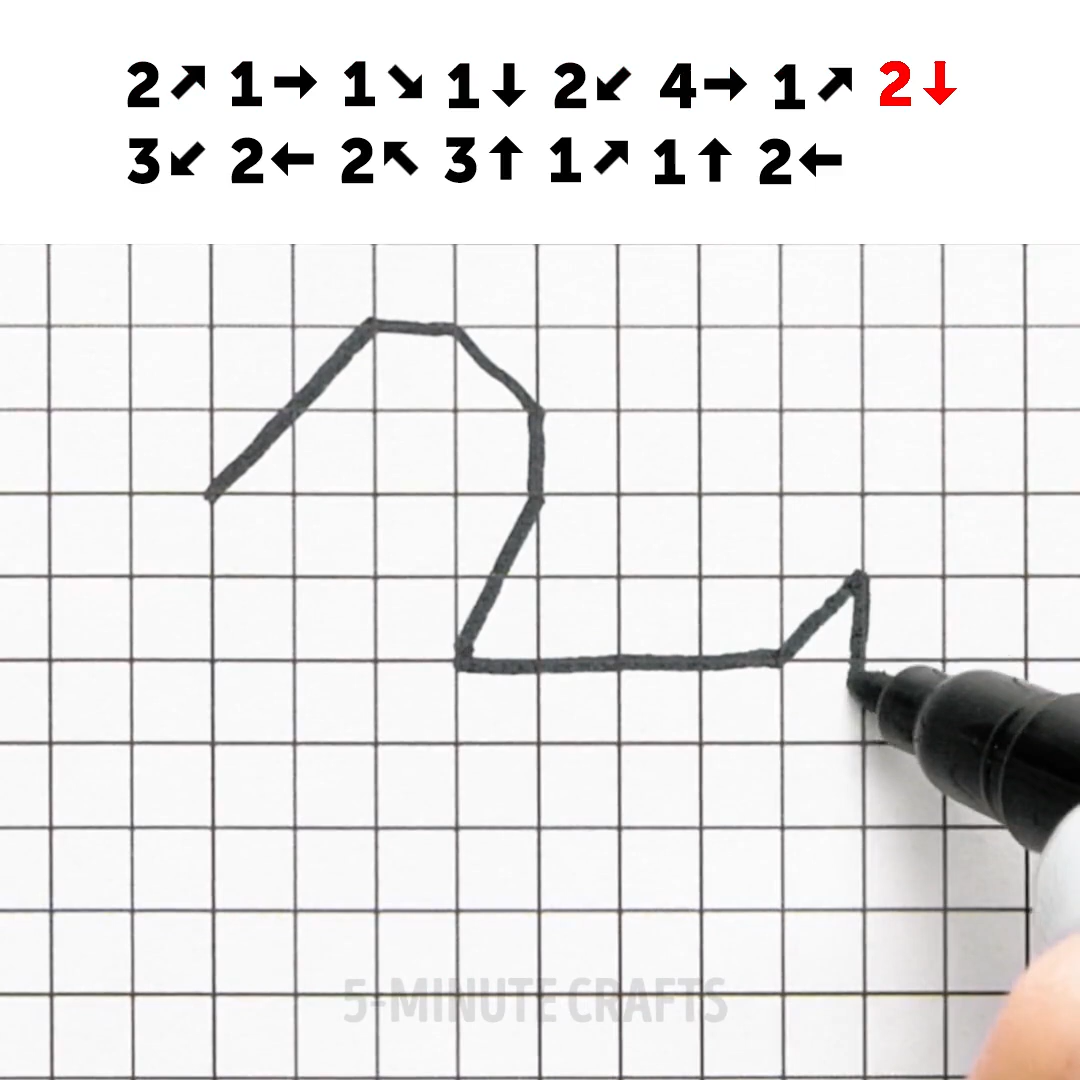 2↗ 1→ 1↘ 1↓ 2↙ 4→ 1↗ 2↓
3↙ 2← 2↖ 3↑ 1↗ 1↑ 2←
5-MINUTE CRAFTS